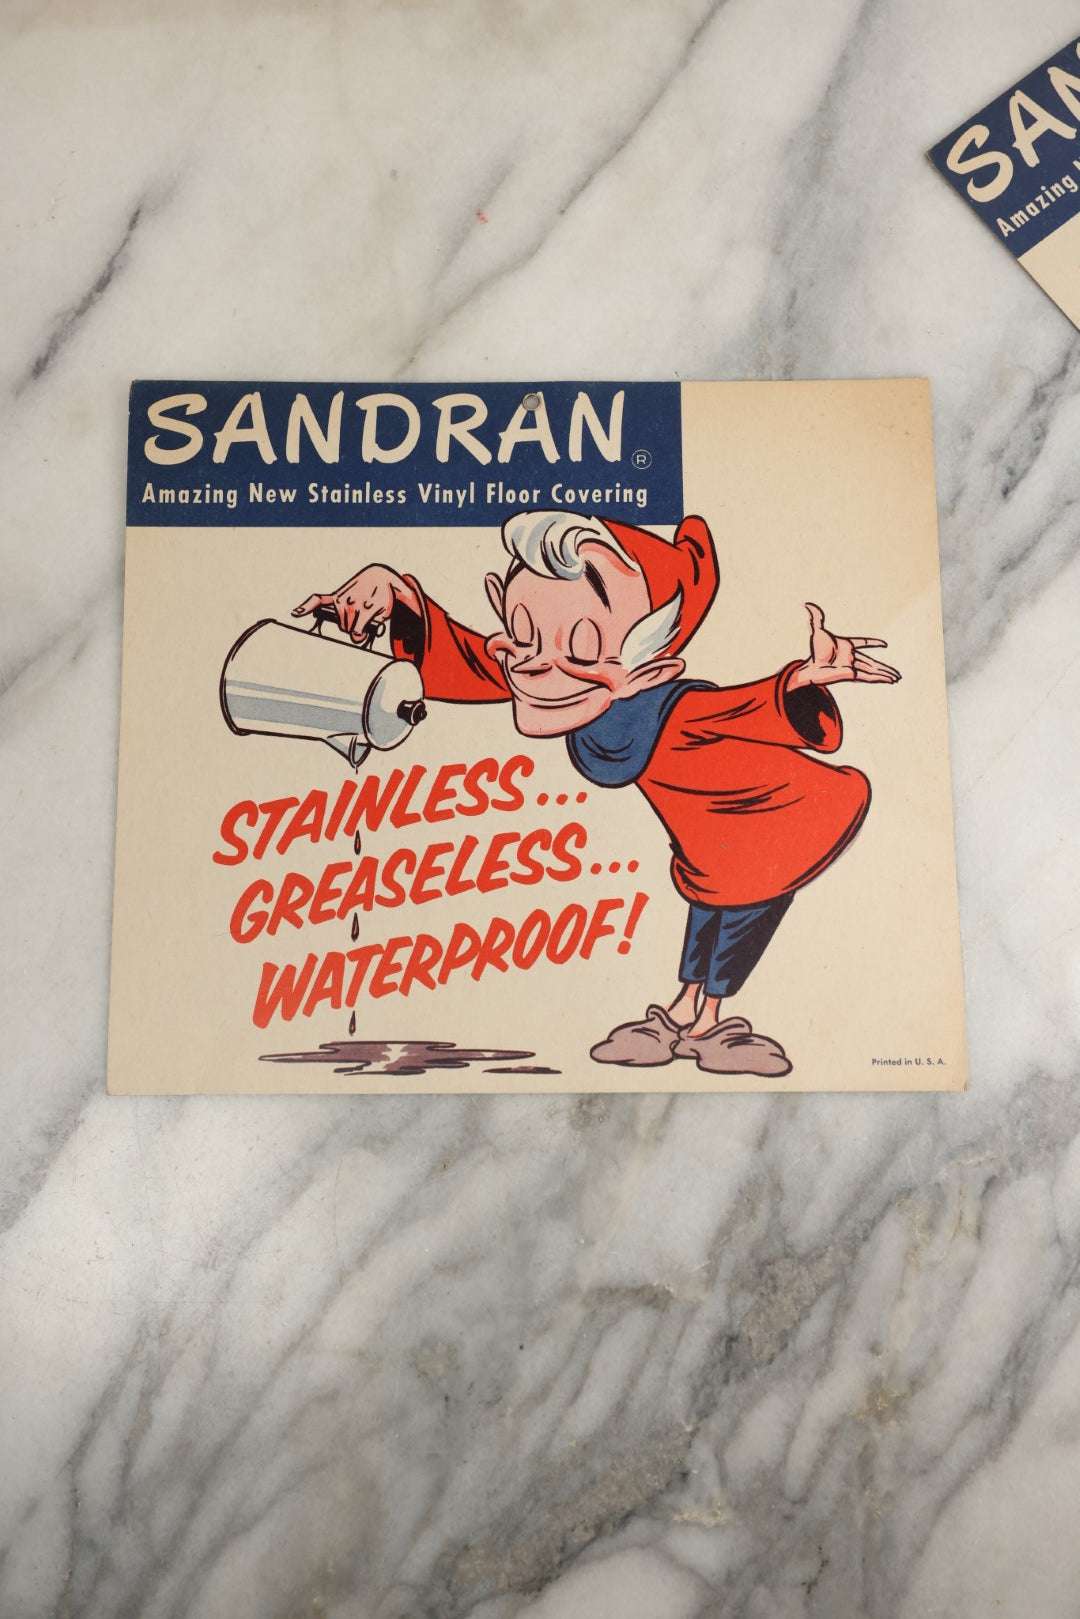 SANDRAN®
Amazing New Stainless Vinyl Floor Covering
STAINLESS...
GREASELESS...
WATERPROOF!
Printed in U. S. A.
SAN
Amazing